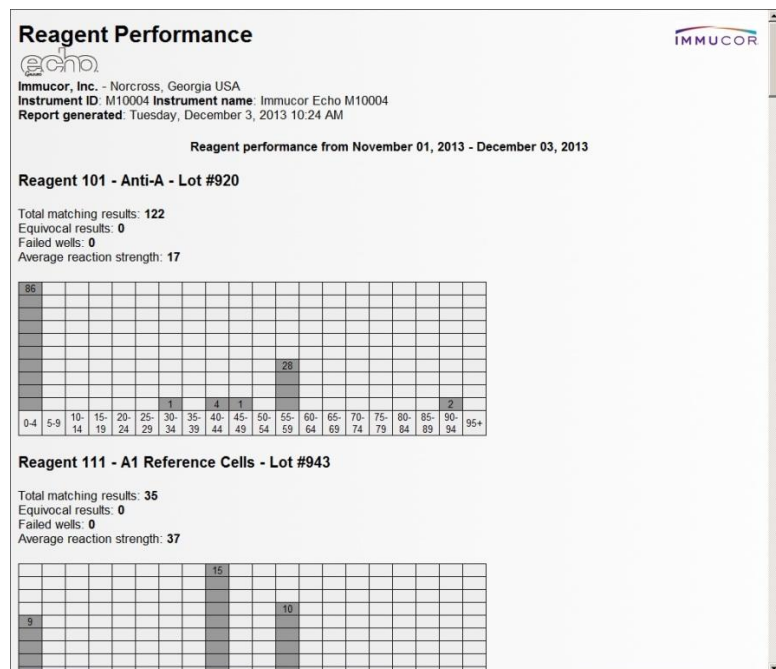 Reagent Performance
IMMUCOR
echo
Immucor, Inc. - Norcross, Georgia USA
Instrument ID: M10004 Instrument name: Immucor Echo M10004
Report generated: Tuesday, December 3, 2013 10:24 AM
Reagent performance from November 01, 2013 - December 03, 2013
Reagent 101 - Anti-A - Lot #920
Total matching results: 122
Equivocal results: 0
Failed wells: 0
Average reaction strength: 17
86
28
1 4 1 2
0-4 5-9 10-14 15-19 20-24 25-29 30-34 35-39 40-44 45-49 50-54 55-59 60-64 65-69 70-74 75-79 80-84 85-89 90-94 95+
Reagent 111 - A1 Reference Cells - Lot #943
Total matching results: 35
Equivocal results: 0
Failed wells: 0
Average reaction strength: 37
15
10
9